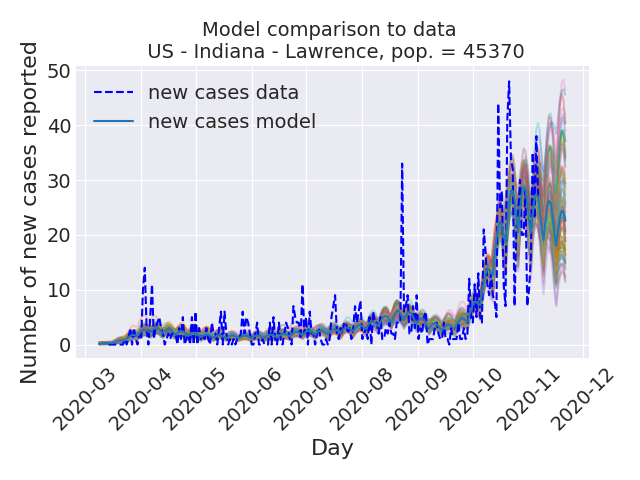 Model comparison to data
US - Indiana - Lawrence, pop. = 45370
Number of new cases reported
50
40
30
20
10
0
new cases data
new cases model
2020-03
2020-04
2020-05
2020-06
2020-07
2020-08
2020-09
2020-10
2020-11
2020-12
Day